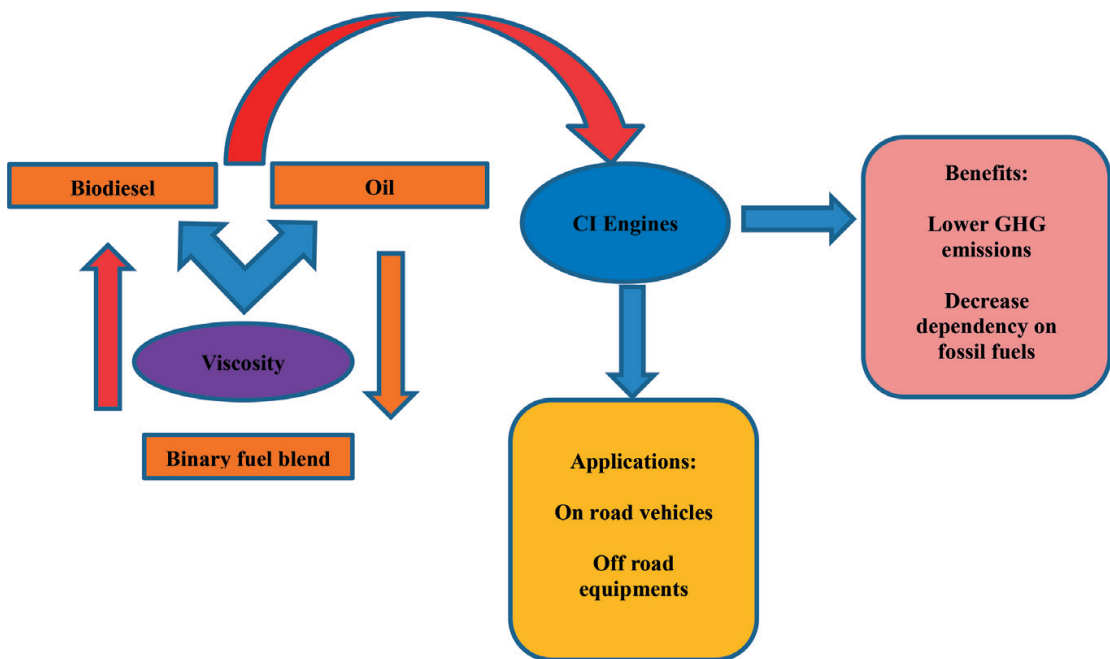 Biodiesel
Oil
Viscosity
Binary fuel blend
CI Engines
Benefits:
Lower GHG
emissions
Decrease
dependency on
fossil fuels
Applications:
On road vehicles
Off road
equipments